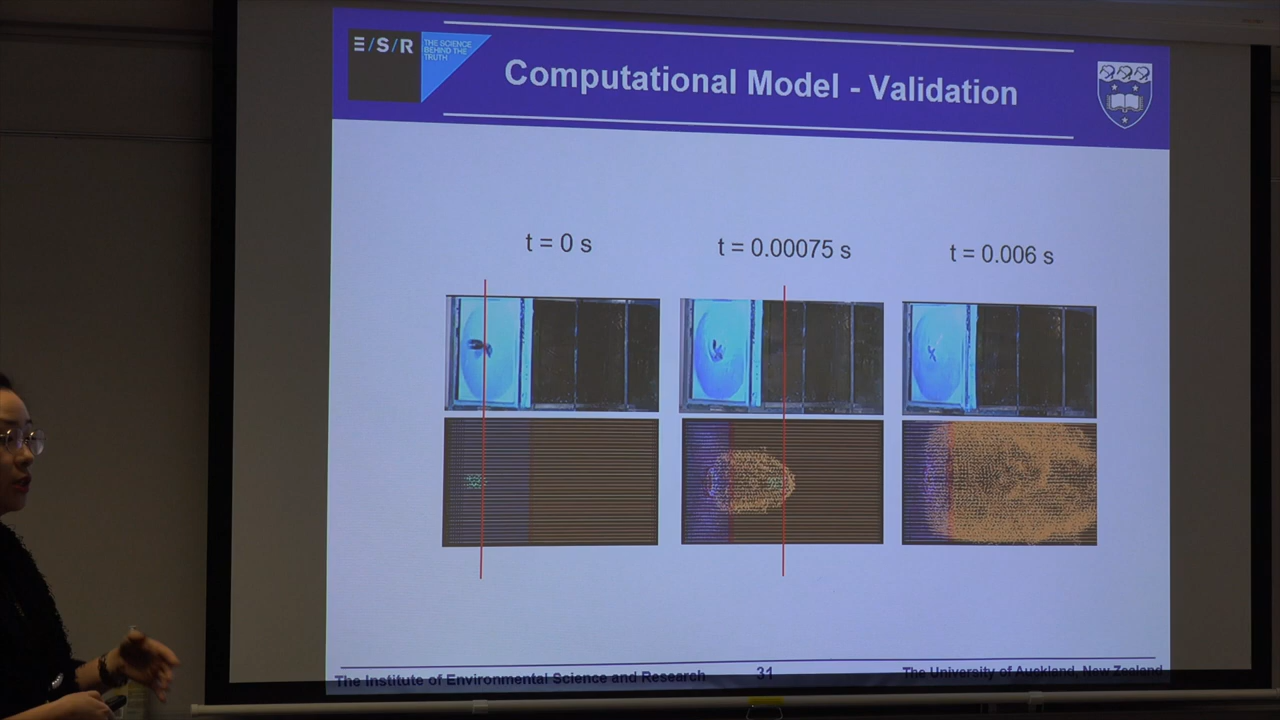 E/S/R
THE SCIENCE
BEHIND THE
TRUTH
Computational Model - Validation
t = 0 s
t = 0.00075 s
t = 0.006 s
The Institute of Environmental Science and Research
31
The University of Auckland, New Zealand